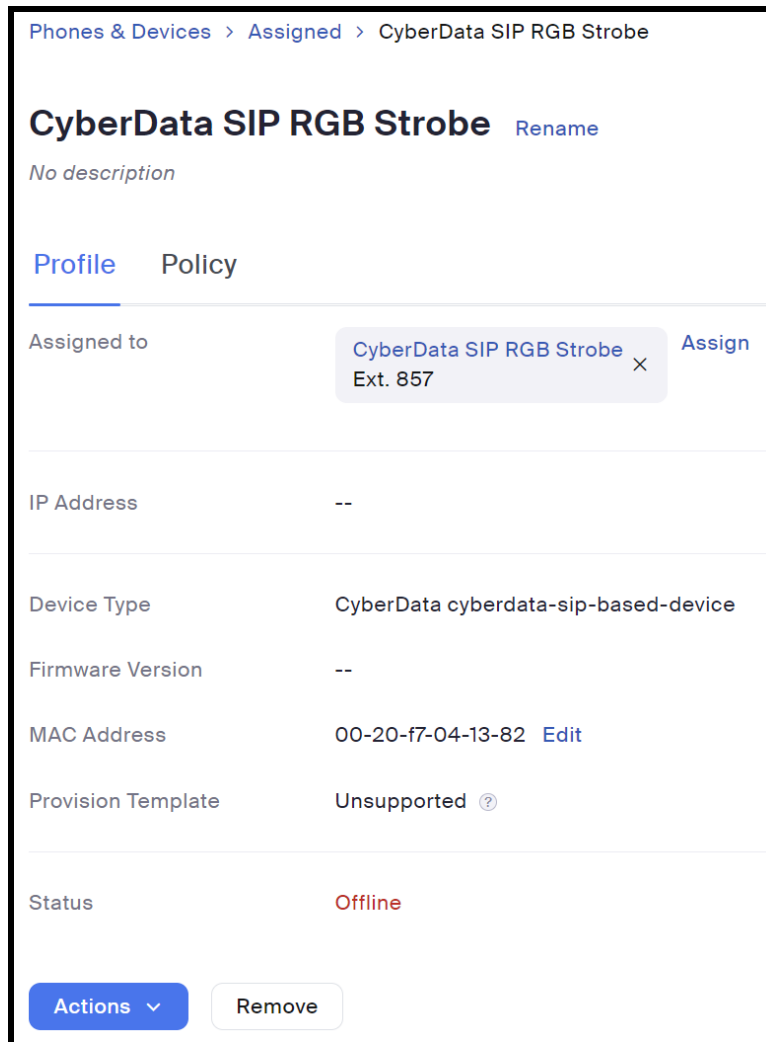 Phones & Devices > Assigned > CyberData SIP RGB Strobe
CyberData SIP RGB Strobe Rename
No description
Profile Policy
Assigned to CyberData SIP RGB Strobe × Assign
Ext. 857
IP Address --
Device Type CyberData cyberdata-sip-based-device
Firmware Version --
MAC Address 00-20-f7-04-13-82 Edit
Provision Template Unsupported ?
Status Offline
Actions Remove